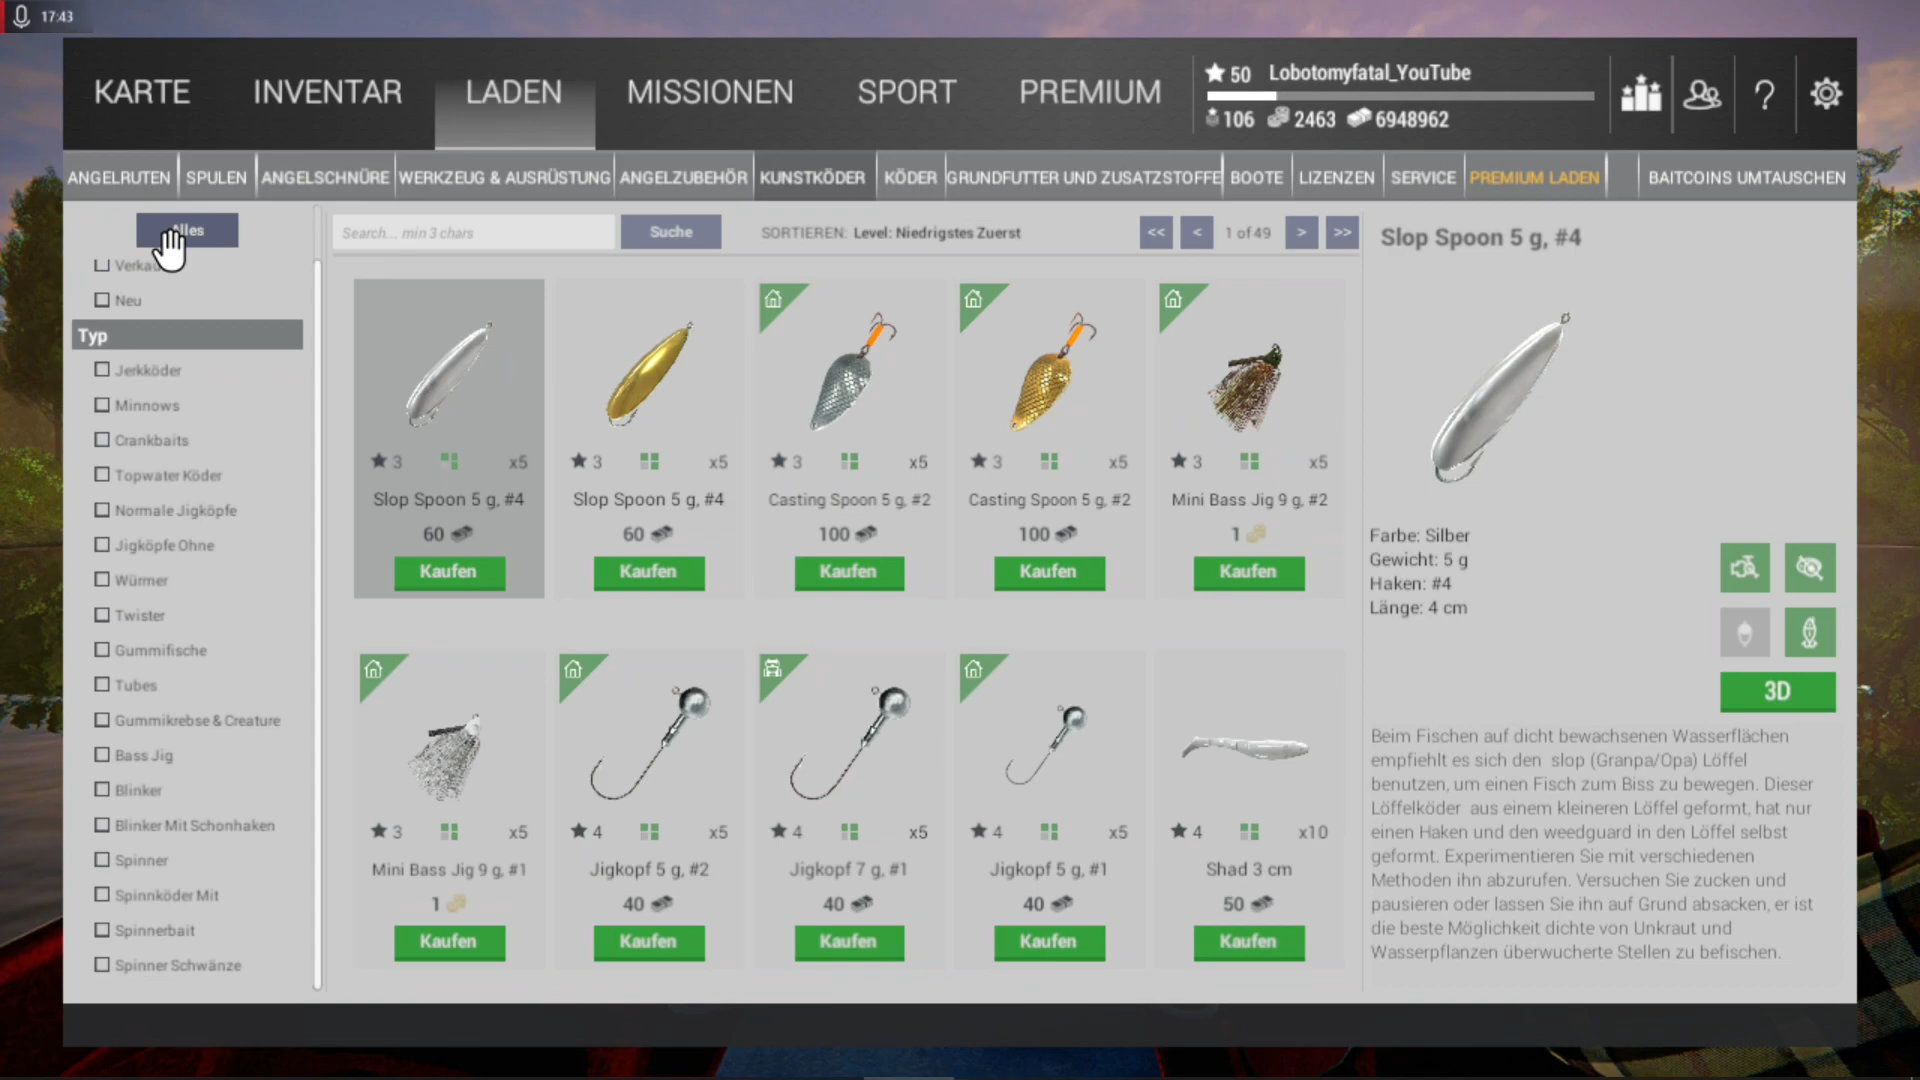 17:43
KARTE INVENTAR LADEN MISSIONEN SPORT PREMIUM
50 Lobotomyfatal_YouTube
106 2463 6948962
?
ANGELRUTEN SPULEN ANGELSCHNÜRE WERKZEUG & AUSRÜSTUNG ANGELZUBEHÖR KUNSTKÖDER KÖDER GRUNDFUTTER UND ZUSATZSTOFFE BOOTE LIZENZEN SERVICE PREMIUM LADEN BAITCOINS UMTAUSCHEN
Neu
Typ
Jerkköder
Minnows
Crankbaits
Topwater Köder
Normale Jigköpfe
Jigköpfe Ohne
Würmer
Twister
Gummifische
Tubes
Gummikrebse & Creature
Bass Jig
Blinker
Blinker Mit Schonhaken
Spinner
Spinnköder Mit
Spinnerbait
Spinner Schwänze
Search... min 3 chars Suche SORTIEREN: Level: Niedrigstes Zuerst << < 1 of 49 > >>
3 x5 3 x5 3 x5 3 x5 3 x5
Slop Spoon 5 g, #4 Slop Spoon 5 g, #4 Casting Spoon 5 g, #2 Casting Spoon 5 g, #2 Mini Bass Jig 9 g, #2
60 60 100 100 1
Kaufen Kaufen Kaufen Kaufen Kaufen
3 x5 4 x5 4 x5 4 x5 4 x10
Mini Bass Jig 9 g, #1 Jigkopf 5 g, #2 Jigkopf 7 g, #1 Jigkopf 5 g, #1 Shad 3 cm
1 40 40 40 50
Kaufen Kaufen Kaufen Kaufen Kaufen
Slop Spoon 5 g, #4
Farbe: Silber
Gewicht: 5 g
Haken: #4
Länge: 4 cm
3D
Beim Fischen auf dicht bewachsenen Wasserflächen
empfiehlt es sich den slop (Granpa/Opa) Löffel
benutzen, um einen Fisch zum Biss zu bewegen. Dieser
Löffelköder aus einem kleineren Löffel geformt, hat nur
einen Haken und den weedguard in den Löffel selbst
geformt. Experimentieren Sie mit verschiedenen
Methoden ihn abzurufen. Versuchen Sie zucken und
pausieren oder lassen Sie ihn auf Grund absacken, er ist
die beste Möglichkeit dichte von Unkraut und
Wasserpflanzen überwucherte Stellen zu befischen.